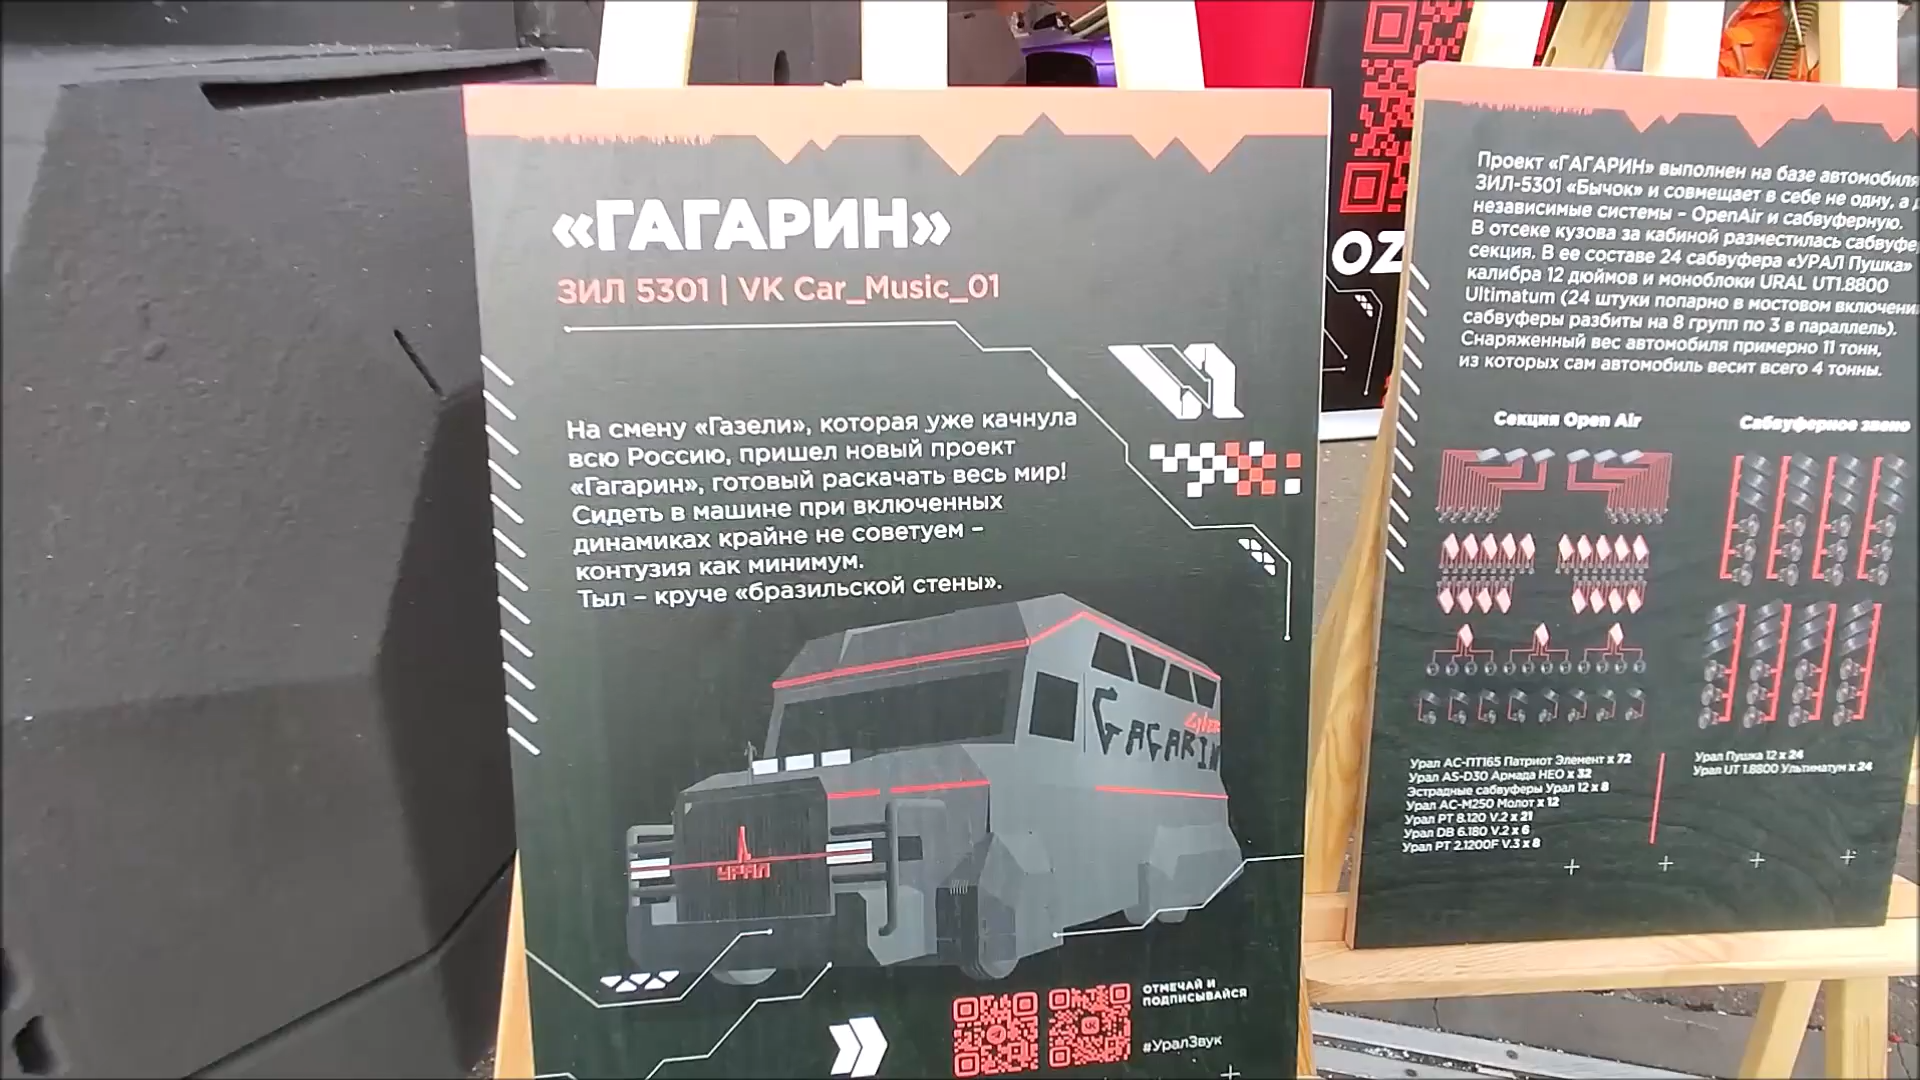 «ГАГАРИН»
ЗИЛ 5301 | VK Car_Music_01
На смену «Газели», которая уже качнула
всю Россию, пришел новый проект
«Гагарин», готовый раскачать весь мир!
Сидеть в машине при включенных
динамиках крайне не советуем –
контузия как минимум.
Тыл – круче «бразильской стены».
GAGARIN
УРАЛ
ОТМЕЧАЙ И
ПОДПИСЫВАЙСЯ
#УралЗвук
OZ
Проект «ГАГАРИН» выполнен на базе автомобиля
ЗИЛ-5301 «Бычок» и совмещает в себе не одну, а
независимые системы – OpenAir и сабвуферную.
В отсеке кузова за кабиной разместилась сабвуфе
секция. В ее составе 24 сабвуфера «УРАЛ Пушка»
калибра 12 дюймов и моноблоки URAL UT1.8800
Ultimatum (24 штуки попарно в мостовом включени
сабвуферы разбиты на 8 групп по 3 в параллель).
Снаряженный вес автомобиля примерно 11 тонн,
из которых сам автомобиль весит всего 4 тонны.
Секция Open Air
Сабвуферное звено
Урал АС-ПТ165 Патриот Элемент x 72
Урал AS-D30 Армада НЕО x 32
Эстрадные сабвуферы Урал 12 x 8
Урал АС-М250 Молот x 12
Урал PT 8.120 V.2 x 21
Урал DB 6.180 V.2 x 6
Урал PT 2.1200F V.3 x 8
Урал Пушка 12 x 24
Урал UT 1.8800 Ультиматум x 24